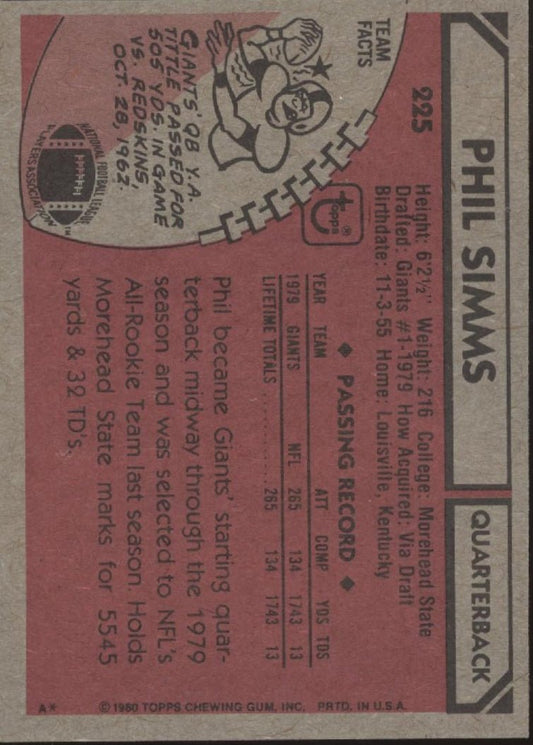 PHIL SIMMS
QUARTERBACK
225
Height: 6'2½" Weight: 216 College: Morehead State
Drafted: Giants #1-1979 How Acquired: Via Draft
Birthdate: 11-3-55 Home: Louisville, Kentucky
TEAM
FACTS
GIANTS' QB Y.A.
TITTLE PASSED FOR
505 YDS. IN GAME
VS. REDSKINS,
OCT. 28, 1962.
NATIONAL FOOTBALL LEAGUE
PLAYERS ASSOCIATION
TM
Topps ®
◆ PASSING RECORD ◆
YEAR TEAM ATT COMP YDS TDS
1979 GIANTS NFL 265 134 1743 13
LIFETIME TOTALS .......... 265 134 1743 13
Phil became Giants' starting quar-
terback midway through the 1979
season and was selected to NFL's
All-Rookie Team last season. Holds
Morehead State marks for 5545
yards & 32 TD's.
A* © 1980 TOPPS CHEWING GUM, INC. PRTD. IN U.S.A.